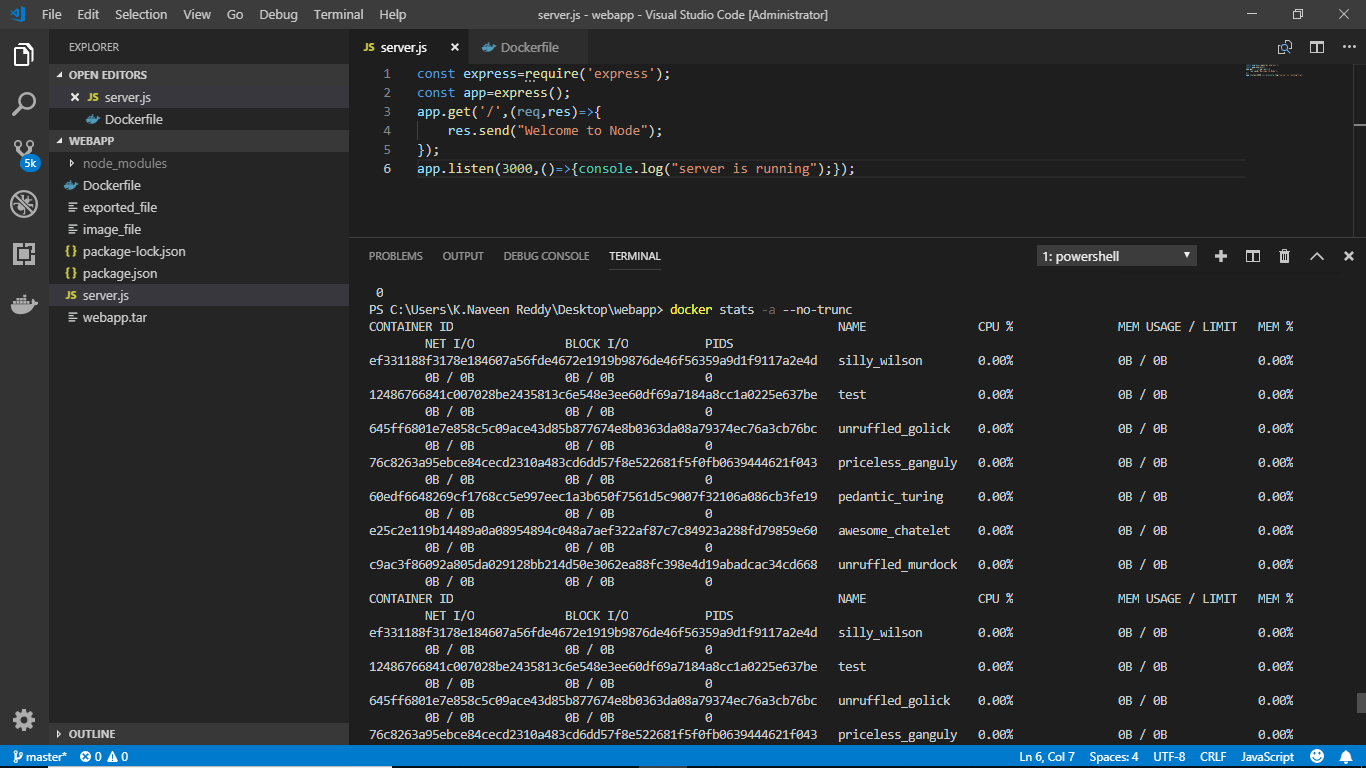 File Edit Selection View Go Debug Terminal Help server.js - webapp - Visual Studio Code [Administrator]
EXPLORER
OPEN EDITORS
JS server.js
Dockerfile
WEBAPP
node_modules
Dockerfile
exported_file
image_file
{} package-lock.json
{} package.json
JS server.js
webapp.tar
OUTLINE
5k
JS server.js Dockerfile
1 const express=require('express');
2 const app=express();
3 app.get('/',(req,res)=>{
4 res.send("Welcome to Node");
5 });
6 app.listen(3000,()=>{console.log("server is running");});
PROBLEMS OUTPUT DEBUG CONSOLE TERMINAL 1: powershell
0
PS C:\Users\K.Naveen Reddy\Desktop\webapp> docker stats -a --no-trunc
CONTAINER ID NAME CPU % MEM USAGE / LIMIT MEM %
NET I/O BLOCK I/O PIDS
ef331188f3178e184607a56fde4672e1919b9876de46f56359a9d1f9117a2e4d silly_wilson 0.00% 0B / 0B 0.00%
0B / 0B 0B / 0B 0
12486766841c007028be2435813c6e548e3ee60df69a7184a8cc1a0225e637be test 0.00% 0B / 0B 0.00%
0B / 0B 0B / 0B 0
645ff6801e7e858c5c09ace43d85b877674e8b0363da08a79374ec76a3cb76bc unruffled_golick 0.00% 0B / 0B 0.00%
0B / 0B 0B / 0B 0
76c8263a95ebce84cecd2310a483cd6dd57f8e522681f5f0fb0639444621f043 priceless_ganguly 0.00% 0B / 0B 0.00%
0B / 0B 0B / 0B 0
60edf6648269cf1768cc5e997eec1a3b650f7561d5c9007f32106a086cb3fe19 pedantic_turing 0.00% 0B / 0B 0.00%
0B / 0B 0B / 0B 0
e25c2e119b14489a0a08954894c048a7aef322af87c7c84923a288fd79859e60 awesome_chatelet 0.00% 0B / 0B 0.00%
0B / 0B 0B / 0B 0
c9ac3f86092a805da029128bb214d50e3062ea88fc398e4d19abadcac34cd668 unruffled_murdock 0.00% 0B / 0B 0.00%
0B / 0B 0B / 0B 0
CONTAINER ID NAME CPU % MEM USAGE / LIMIT MEM %
NET I/O BLOCK I/O PIDS
ef331188f3178e184607a56fde4672e1919b9876de46f56359a9d1f9117a2e4d silly_wilson 0.00% 0B / 0B 0.00%
0B / 0B 0B / 0B 0
12486766841c007028be2435813c6e548e3ee60df69a7184a8cc1a0225e637be test 0.00% 0B / 0B 0.00%
0B / 0B 0B / 0B 0
645ff6801e7e858c5c09ace43d85b877674e8b0363da08a79374ec76a3cb76bc unruffled_golick 0.00% 0B / 0B 0.00%
0B / 0B 0B / 0B 0
76c8263a95ebce84cecd2310a483cd6dd57f8e522681f5f0fb0639444621f043 priceless_ganguly 0.00% 0B / 0B 0.00%
master* 0 0 Ln 6, Col 7 Spaces: 4 UTF-8 CRLF JavaScript